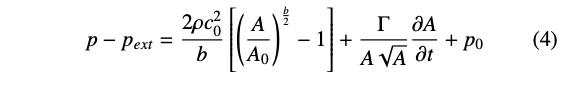 $p - p_{ext} = \frac{2\rho c_0^2}{b} \left[ \left( \frac{A}{A_0} \right)^{\frac{b}{2}} - 1 \right] + \frac{\Gamma}{A\sqrt{A}} \frac{\partial A}{\partial t} + p_0 \quad (4)$